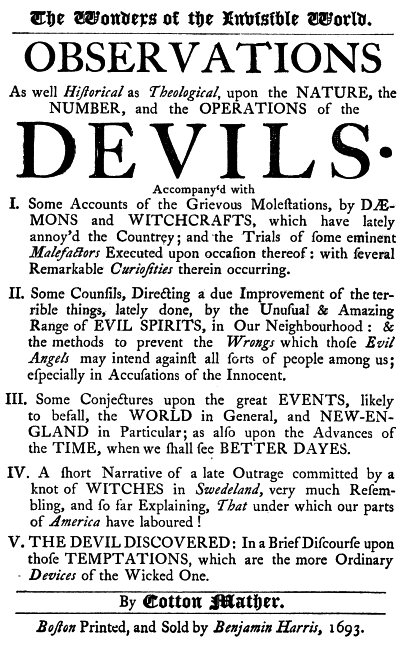 The Wonders of the Invisible World.
OBSERVATIONS
As well Hiſtorical as Theological, upon the NATURE, the
NUMBER, and the OPERATIONS of the
DEVILS.
Accompany'd with
I. Some Accounts of the Grievous Moleſtations, by DÆ-
MONS and WITCHCRAFTS, which have lately
annoy'd the Countrey; and the Trials of ſome eminent
Malefactors Executed upon occaſion thereof: with ſeveral
Remarkable Curioſities therein occurring.
II. Some Counſils, Directing a due Improvement of the ter-
rible things, lately done, by the Unuſual & Amazing
Range of EVIL SPIRITS, in Our Neighbourhood: &
the methods to prevent the Wrongs which thoſe Evil
Angels may intend againſt all ſorts of people among us;
eſpecially in Accuſations of the Innocent.
III. Some Conjectures upon the great EVENTS, likely
to befall, the WORLD in General, and NEW-EN-
GLAND in Particular; as alſo upon the Advances of
the TIME, when we ſhall ſee BETTER DAYES.
IV. A ſhort Narrative of a late Outrage committed by a
knot of WITCHES in Swedeland, very much Reſem-
bling, and ſo far Explaining, That under which our parts
of America have laboured!
V. THE DEVIL DISCOVERED: In a Brief Diſcourſe upon
thoſe TEMPTATIONS, which are the more Ordinary
Devices of the Wicked One.
By Cotton Mather.
Boſton Printed, and Sold by Benjamin Harris, 1693.